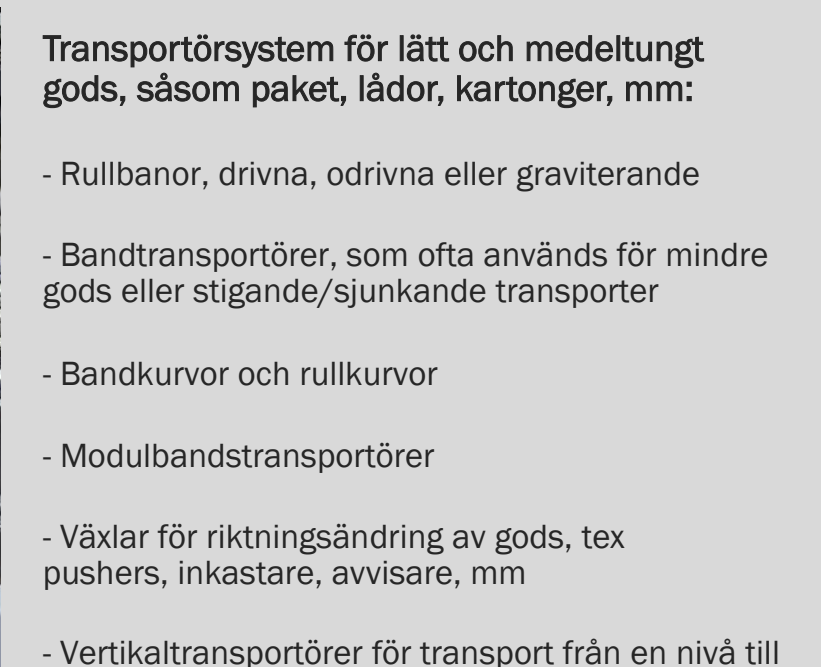 Transportörsystem för lätt och medeltungt
gods, såsom paket, lådor, kartonger, mm:
- Rullbanor, drivna, odrivna eller graviterande
- Bandtransportörer, som ofta används för mindre
gods eller stigande/sjunkande transporter
- Bandkurvor och rullkurvor
- Modulbandstransportörer
- Växlar för riktningsändring av gods, tex
pushers, inkastare, avvisare, mm
- Vertikaltransportörer för transport från en nivå till